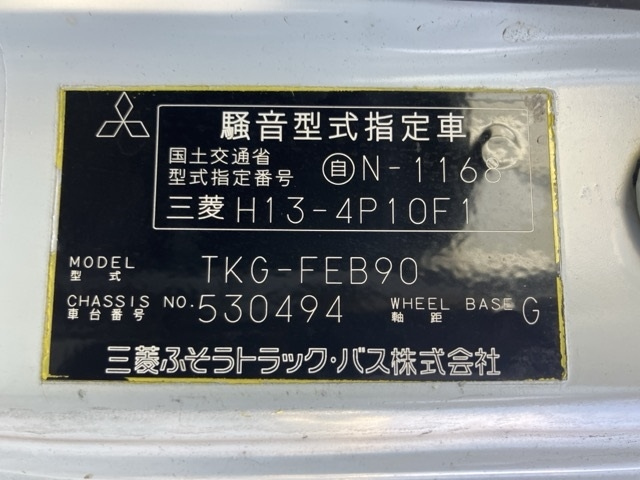 騒音型式指定車
国土交通省
型式指定番号 自N-1168
三菱 H13-4P10F1
MODEL
型式 TKG-FEB90
CHASSIS NO. 530494 WHEEL BASE G
車台番号 軸距
三菱ふそうトラック・バス株式会社